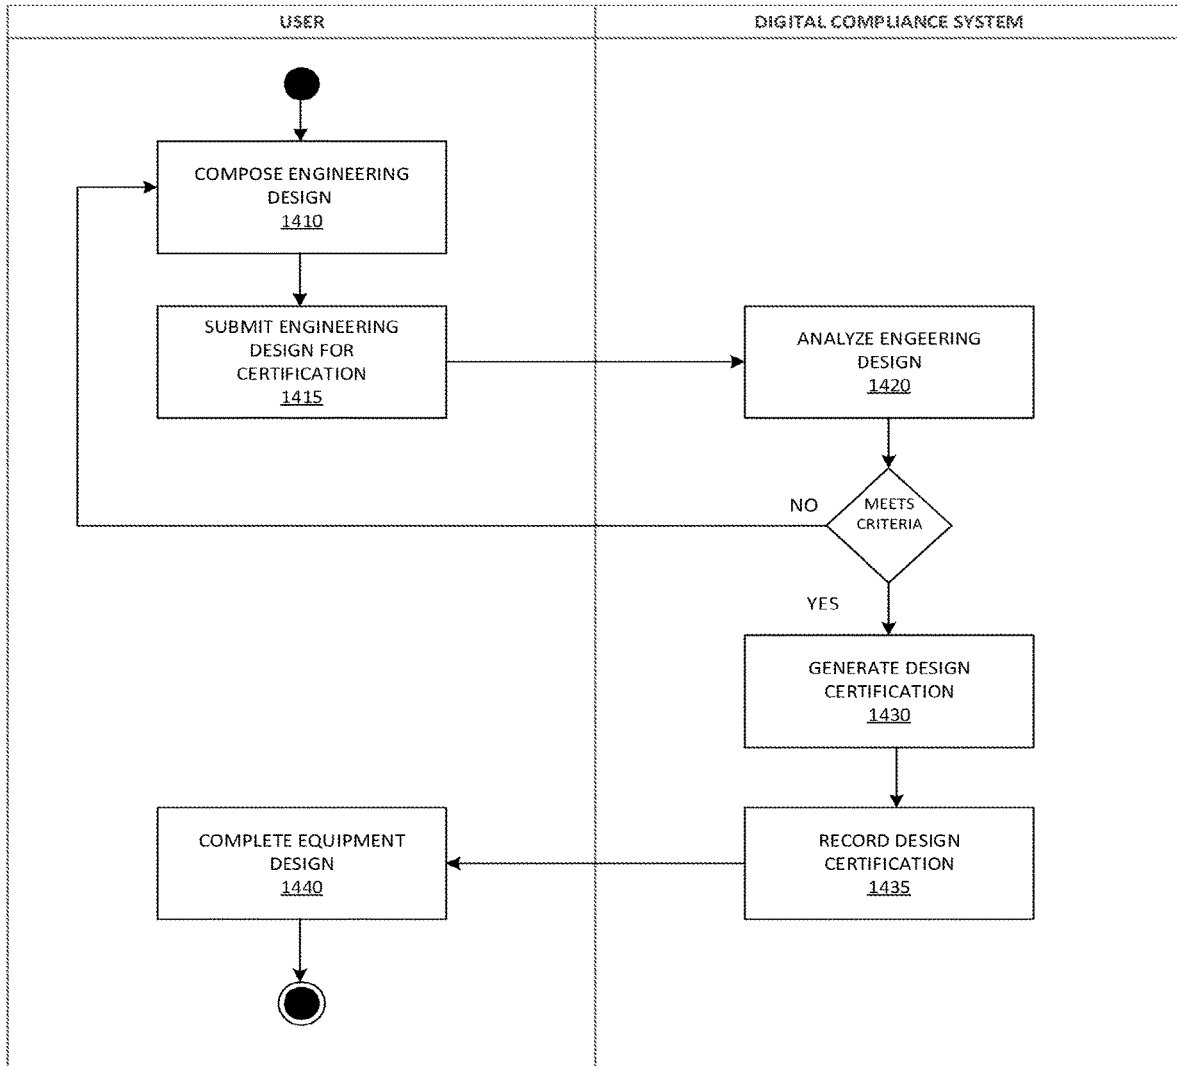 USER
DIGITAL COMPLIANCE SYSTEM
COMPOSE ENGINEERING
DESIGN
1410
SUBMIT ENGINEERING
DESIGN FOR
CERTIFICATION
1415
ANALYZE ENGEERING
DESIGN
1420
NO
MEETS
CRITERIA
YES
GENERATE DESIGN
CERTIFICATION
1430
COMPLETE EQUIPMENT
DESIGN
1440
RECORD DESIGN
CERTIFICATION
1435